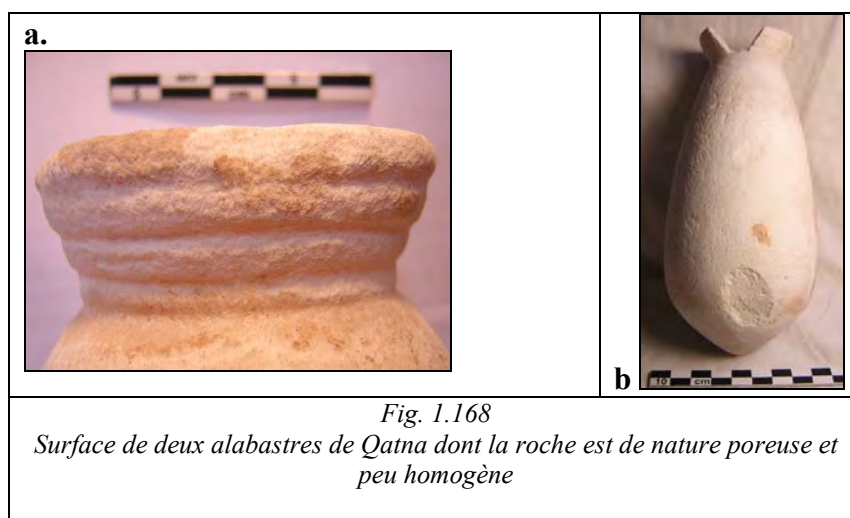 a.
cm
b
10 cm
Fig. 1.168
Surface de deux alabastres de Qatna dont la roche est de nature poreuse et
peu homogène